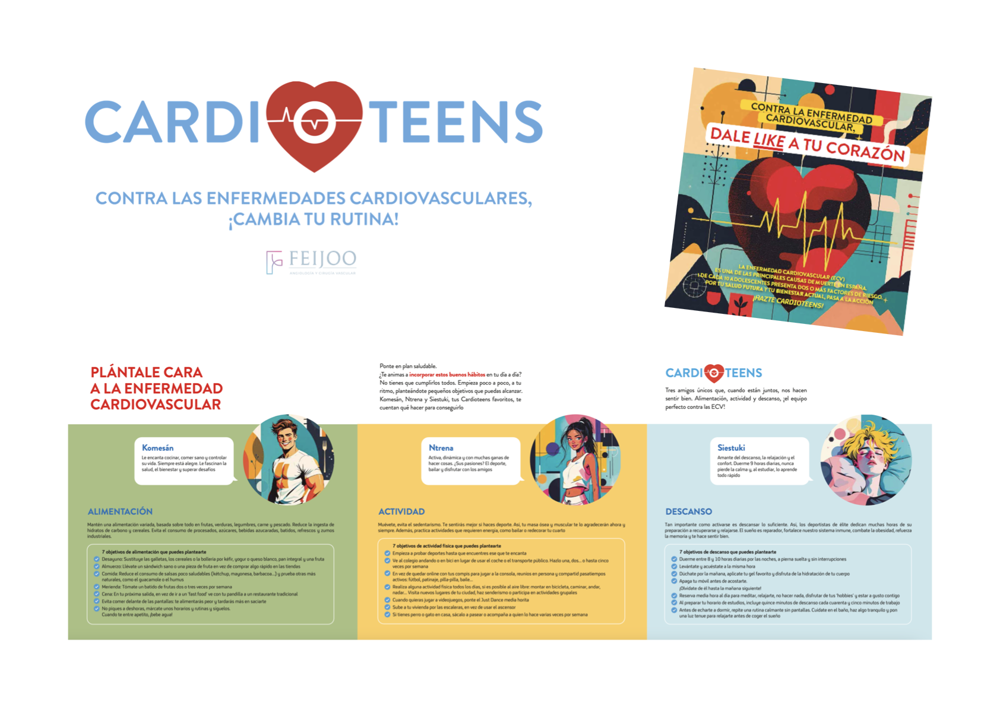 CARDIOTEENS
CONTRA LAS ENFERMEDADES CARDIOVASCULARES,
¡CAMBIA TU RUTINA!
FEIJOO
ANGIOLOGÍA Y CIRUGÍA VASCULAR
CONTRA LA ENFERMEDAD
CARDIOVASCULAR,
DALE LIKE A TU CORAZÓN
LA ENFERMEDAD CARDIOVASCULAR (ECV)
ES UNA DE LAS PRINCIPALES CAUSAS DE MUERTE EN ESPAÑA.
1 DE CADA 10 ADOLESCENTES PRESENTA DOS O MÁS FACTORES DE RIESGO.
POR TU SALUD FUTURA Y TU BIENESTAR ACTUAL, PASA A LA ACCIÓN
¡HAZTE CARDIOTEENS!
PLÁNTALE CARA
A LA ENFERMEDAD
CARDIOVASCULAR
Ponte en plan saludable.
¿Te animas a incorporar estos buenos hábitos en tu día a día?
No tienes que cumplirlos todos. Empieza poco a poco, a tu
ritmo, planteándote pequeños objetivos que puedas alcanzar.
Komesán, Ntrena y Siestuki, tus Cardioteens favoritos, te
cuentan qué hacer para conseguirlo
CARDIOTEENS
Tres amigos únicos que, cuando están juntos, nos hacen
sentir bien. Alimentación, actividad y descanso, ¡el equipo
perfecto contra las ECV!
Komesán
Le encanta cocinar, comer sano y controlar
su vida. Siempre está alegre. Le fascinan la
salud, el bienestar y superar desafíos
ALIMENTACIÓN
Mantén una alimentación variada, basada sobre todo en frutas, verduras, legumbres, carne y pescado. Reduce la ingesta de
hidratos de carbono y cereales. Evita el consumo de procesados, azúcares, bebidas azucaradas, batidos, refrescos y zumos
industriales.
7 objetivos de alimentación que puedes plantearte
Desayuno: Sustituye las galletas, los cereales o la bollería por kéfir, yogur o queso blanco, pan integral y una fruta
Almuerzo: Llévate un sándwich sano o una pieza de fruta en vez de comprar algo rápido en las tiendas
Comida: Reduce el consumo de salsas poco saludables (kétchup, mayonesa, barbacoa...) y prueba otras más
naturales, como el guacamole o el humus
Merienda: Tómate un batido de frutas dos o tres veces por semana
Cena: En tu próxima salida, en vez de ir a un 'fast food' ve con tu pandilla a un restaurante tradicional
Evita comer delante de las pantallas: te alimentarás peor y tardarás más en saciarte
No piques a deshoras, márcate unos horarios y rutinas y síguelos.
Cuando te entre apetito, ¡bebe agua!
Ntrena
Activa, dinámica y con muchas ganas de
hacer cosas. ¿Sus pasiones? El deporte,
bailar y disfrutar con los amigos
ACTIVIDAD
Muévete, evita el sedentarismo. Te sentirás mejor si haces deporte. Así, tu masa ósea y muscular te lo agradecerán ahora y
siempre. Además, practica actividades que requieren energía, como bailar o redecorar tu cuarto
7 objetivos de actividad física que puedes plantearte
Empieza a probar deportes hasta que encuentres ese que te encanta
Ve al colegio andando o en bici en lugar de usar el coche o el transporte público. Hazlo una, dos... o hasta cinco
veces por semana
En vez de quedar online con tus compis para jugar a la consola, reuníos en persona y compartid pasatiempos
activos: fútbol, patinaje, pilla-pilla, baile...
Realiza alguna actividad física todos los días, si es posible al aire libre: montar en bicicleta, caminar, andar,
nadar... Visita nuevos lugares de tu ciudad, haz senderismo o participa en actividades grupales
Cuando quieras jugar a videojuegos, ponte el Just Dance media horita
Sube a tu vivienda por las escaleras, en vez de usar el ascensor
Si tienes perro o gato en casa, sácalo a pasear o acompaña a quien lo hace varias veces por semana
Siestuki
Amante del descanso, la relajación y el
confort. Duerme 9 horas diarias, nunca
pierde la calma y, al estudiar, lo aprende
todo rápido
DESCANSO
Tan importante como activarse es descansar lo suficiente. Así, los deportistas de élite dedican muchas horas de su
preparación a recuperarse y relajarse. El sueño es reparador, fortalece nuestro sistema inmune, combate la obesidad, refuerza
la memoria y te hace sentir bien.
7 objetivos de descanso que puedes plantearte
Duerme entre 8 y 10 horas diarias por las noches, a pierna suelta y sin interrupciones
Levántate y acuéstate a la misma hora
Dúchate por la mañana, aplícate tu gel favorito y disfruta de la hidratación de tu cuerpo
Apaga tu móvil antes de acostarte.
¡Olvídate de él hasta la mañana siguiente!
Reserva media hora al día para meditar, relajarte, no hacer nada, disfrutar de tus 'hobbies' y estar a gusto contigo
Al preparar tu horario de estudios, incluye quince minutos de descanso cada cuarenta y cinco minutos de trabajo
Antes de echarte a dormir, repite una rutina calmante sin pantallas. Cuídate en el baño, haz algo tranquilo y pon
una luz tenue para relajarte antes de coger el sueño